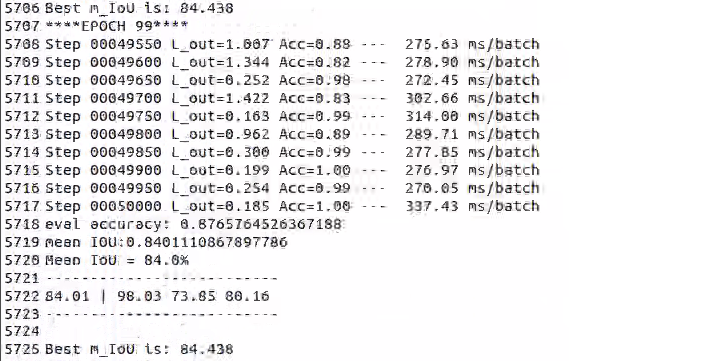 5706 Best m_IoU is: 84.438
5707 ****EPOCH 99****
5708 Step 00049550 L_out=1.007 Acc=0.89 --- 275.63 ms/batch
5709 Step 00049600 L_out=1.344 Acc=0.82 --- 278.90 ms/batch
5710 Step 00049650 L_out=0.252 Acc=0.98 --- 272.45 ms/batch
5711 Step 00049700 L_out=1.422 Acc=0.83 --- 302.66 ms/batch
5712 Step 00049750 L_out=0.163 Acc=0.99 --- 314.00 ms/batch
5713 Step 00049800 L_out=0.962 Acc=0.89 --- 289.71 ms/batch
5714 Step 00049850 L_out=0.300 Acc=0.99 --- 277.85 ms/batch
5715 Step 00049900 L_out=0.199 Acc=1.00 --- 276.97 ms/batch
5716 Step 00049950 L_out=0.254 Acc=0.99 --- 270.05 ms/batch
5717 Step 00050000 L_out=0.185 Acc=1.00 --- 337.43 ms/batch
5718 eval accuracy: 0.8765764526367188
5719 mean IOU:0.8401110867897786
5720 Mean IoU = 84.0%
5721 --------------------------
5722 84.01 | 98.03 73.85 80.16
5723 --------------------------
5724
5725 Best m_IoU is: 84.438